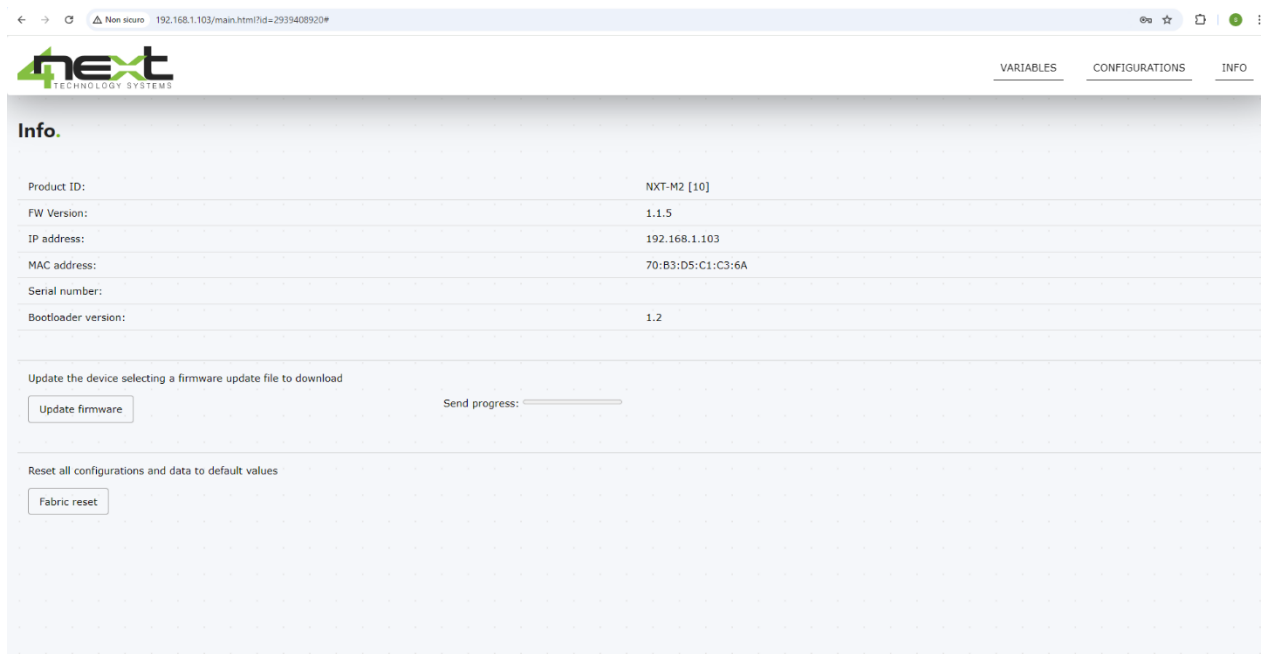 Non sicuro 192.168.1.103/main.html?id=2939408920#
4next
TECHNOLOGY SYSTEMS
VARIABLES CONFIGURATIONS INFO
Info.
Product ID: NXT-M2 [10]
FW Version: 1.1.5
IP address: 192.168.1.103
MAC address: 70:B3:D5:C1:C3:6A
Serial number:
Bootloader version: 1.2
Update the device selecting a firmware update file to download
Update firmware Send progress:
Reset all configurations and data to default values
Fabric reset